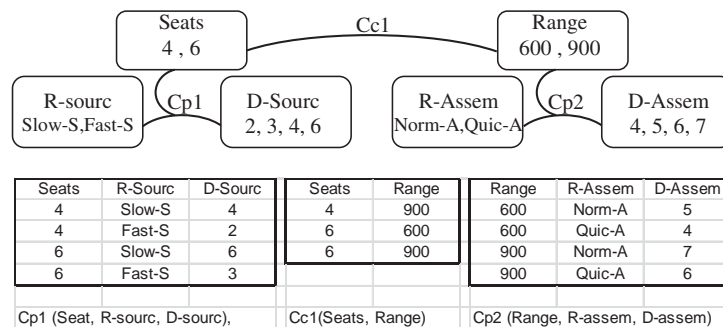 Seats
4 , 6
Cc1
Range
600 , 900
R-sourc
Slow-S,Fast-S
Cp1
D-Sourc
2, 3, 4, 6
R-Assem
Norm-A,Quic-A
Cp2
D-Assem
4, 5, 6, 7
Seats R-Sourc D-Sourc
4 Slow-S 4
4 Fast-S 2
6 Slow-S 6
6 Fast-S 3
Seats Range
4 900
6 600
6 900
Range R-Assem D-Assem
600 Norm-A 5
600 Quic-A 4
900 Norm-A 7
900 Quic-A 6
Cp1 (Seat, R-sourc, D-sourc),
Cc1(Seats, Range)
Cp2 (Range, R-assem, D-assem)